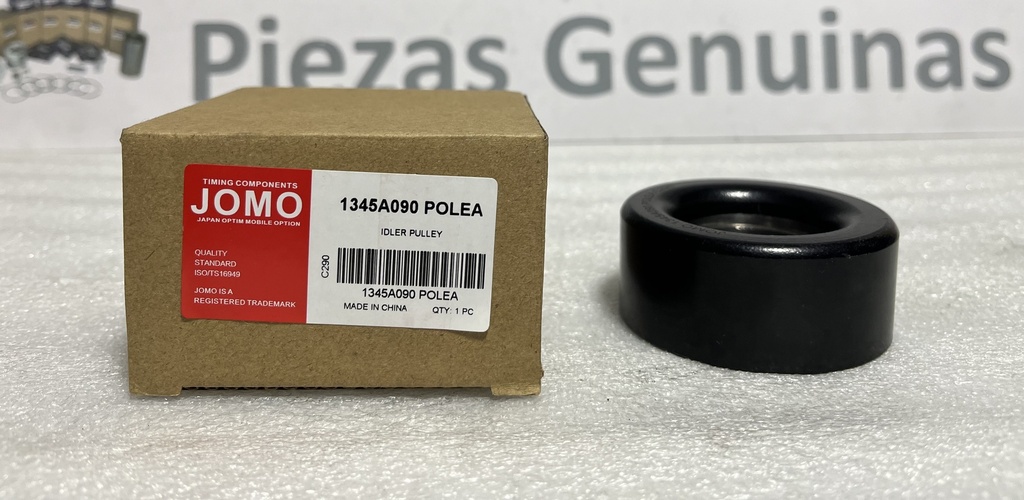 Piezas Genuinas
TIMING COMPONENTS
JOMO
JAPAN OPTIM MOBILE OPTION
QUALITY
STANDARD
ISO/TS16949
JOMO IS A
REGISTERED TRADEMARK
1345A090 POLEA
IDLER PULLEY
C290
1345A090 POLEA
MADE IN CHINA QTY: 1 PC